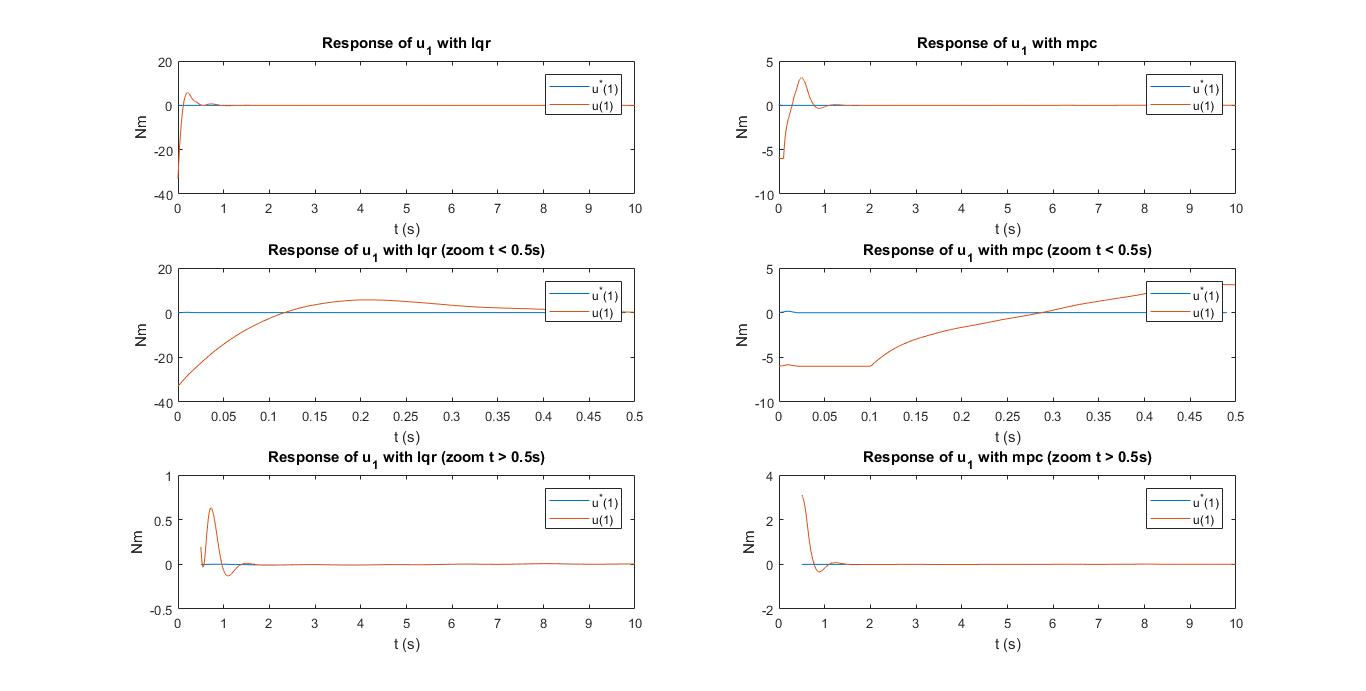 Response of u1 with lqr
20
0
-20
-40
Nm
u*(1)
u(1)
0 1 2 3 4 5 6 7 8 9 10
t (s)
Response of u1 with mpc
5
0
-5
-10
Nm
u*(1)
u(1)
0 1 2 3 4 5 6 7 8 9 10
t (s)
Response of u1 with lqr (zoom t < 0.5s)
20
0
-20
-40
Nm
u*(1)
u(1)
0 0.05 0.1 0.15 0.2 0.25 0.3 0.35 0.4 0.45 0.5
t (s)
Response of u1 with mpc (zoom t < 0.5s)
5
0
-5
-10
Nm
u*(1)
u(1)
0 0.05 0.1 0.15 0.2 0.25 0.3 0.35 0.4 0.45 0.5
t (s)
Response of u1 with lqr (zoom t > 0.5s)
1
0.5
0
-0.5
Nm
u*(1)
u(1)
0 1 2 3 4 5 6 7 8 9 10
t (s)
Response of u1 with mpc (zoom t > 0.5s)
4
2
0
-2
Nm
u*(1)
u(1)
0 1 2 3 4 5 6 7 8 9 10
t (s)